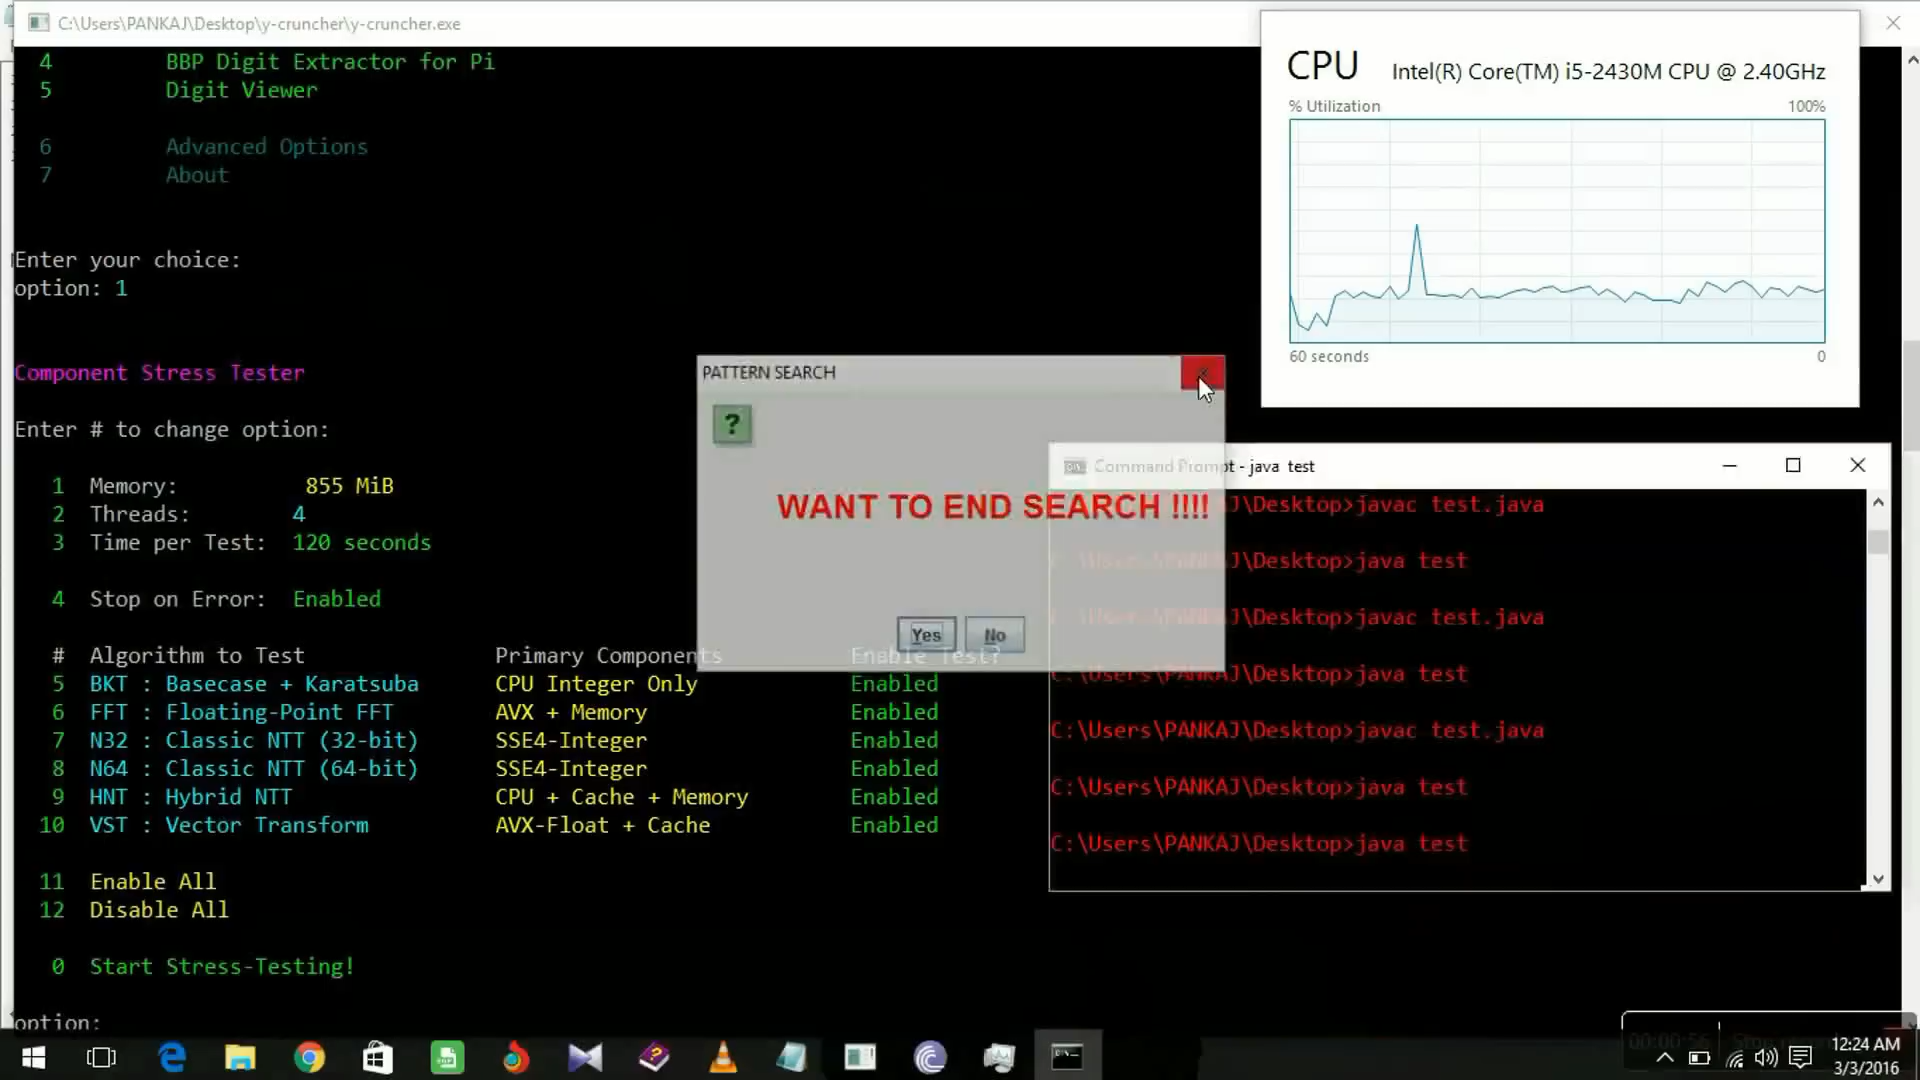 C:\Users\PANKAJ\Desktop\y-cruncher\y-cruncher.exe
4 BBP Digit Extractor for Pi
5 Digit Viewer
6 Advanced Options
7 About
Enter your choice:
option: 1
Component Stress Tester
Enter # to change option:
1 Memory: 855 MiB
2 Threads: 4
3 Time per Test: 120 seconds
4 Stop on Error: Enabled
# Algorithm to Test Primary Components Enable Test?
5 BKT : Basecase + Karatsuba CPU Integer Only Enabled
6 FFT : Floating-Point FFT AVX + Memory Enabled
7 N32 : Classic NTT (32-bit) SSE4-Integer Enabled
8 N64 : Classic NTT (64-bit) SSE4-Integer Enabled
9 HNT : Hybrid NTT CPU + Cache + Memory Enabled
10 VST : Vector Transform AVX-Float + Cache Enabled
11 Enable All
12 Disable All
0 Start Stress-Testing!
option:
CPU Intel(R) Core(TM) i5-2430M CPU @ 2.40GHz
% Utilization 100%
60 seconds 0
PATTERN SEARCH
?
WANT TO END SEARCH !!!!
Yes No
Command Prompt - java test
J\Desktop>javac test.java
C:\Users\PANKAJ\Desktop>java test
C:\Users\PANKAJ\Desktop>javac test.java
C:\Users\PANKAJ\Desktop>java test
C:\Users\PANKAJ\Desktop>javac test.java
C:\Users\PANKAJ\Desktop>java test
C:\Users\PANKAJ\Desktop>java test
00:00:56
12:24 AM
3/3/2016